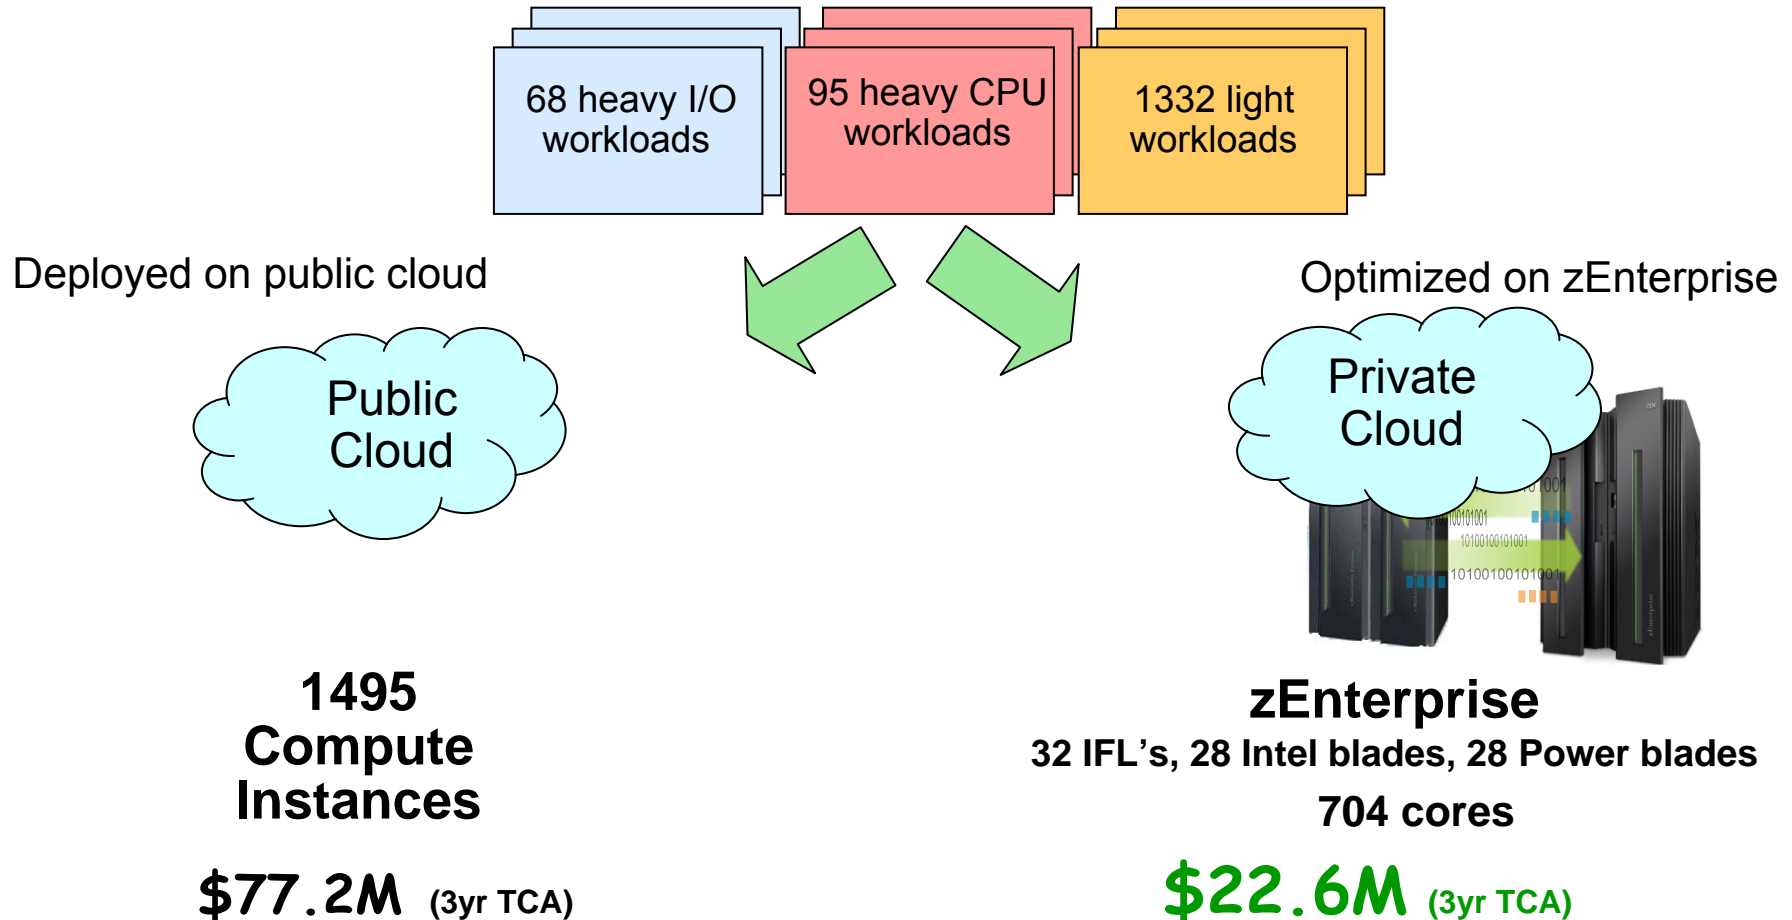 68 heavy I/O
workloads
95 heavy CPU
workloads
1332 light
workloads
Deployed on public cloud
Optimized on zEnterprise
Public
Cloud
Private
Cloud
10100100101001
10100100101001
1495
Compute
Instances
$77.2M (3yr TCA)
zEnterprise
32 IFL's, 28 Intel blades, 28 Power blades
704 cores
$22.6M (3yr TCA)